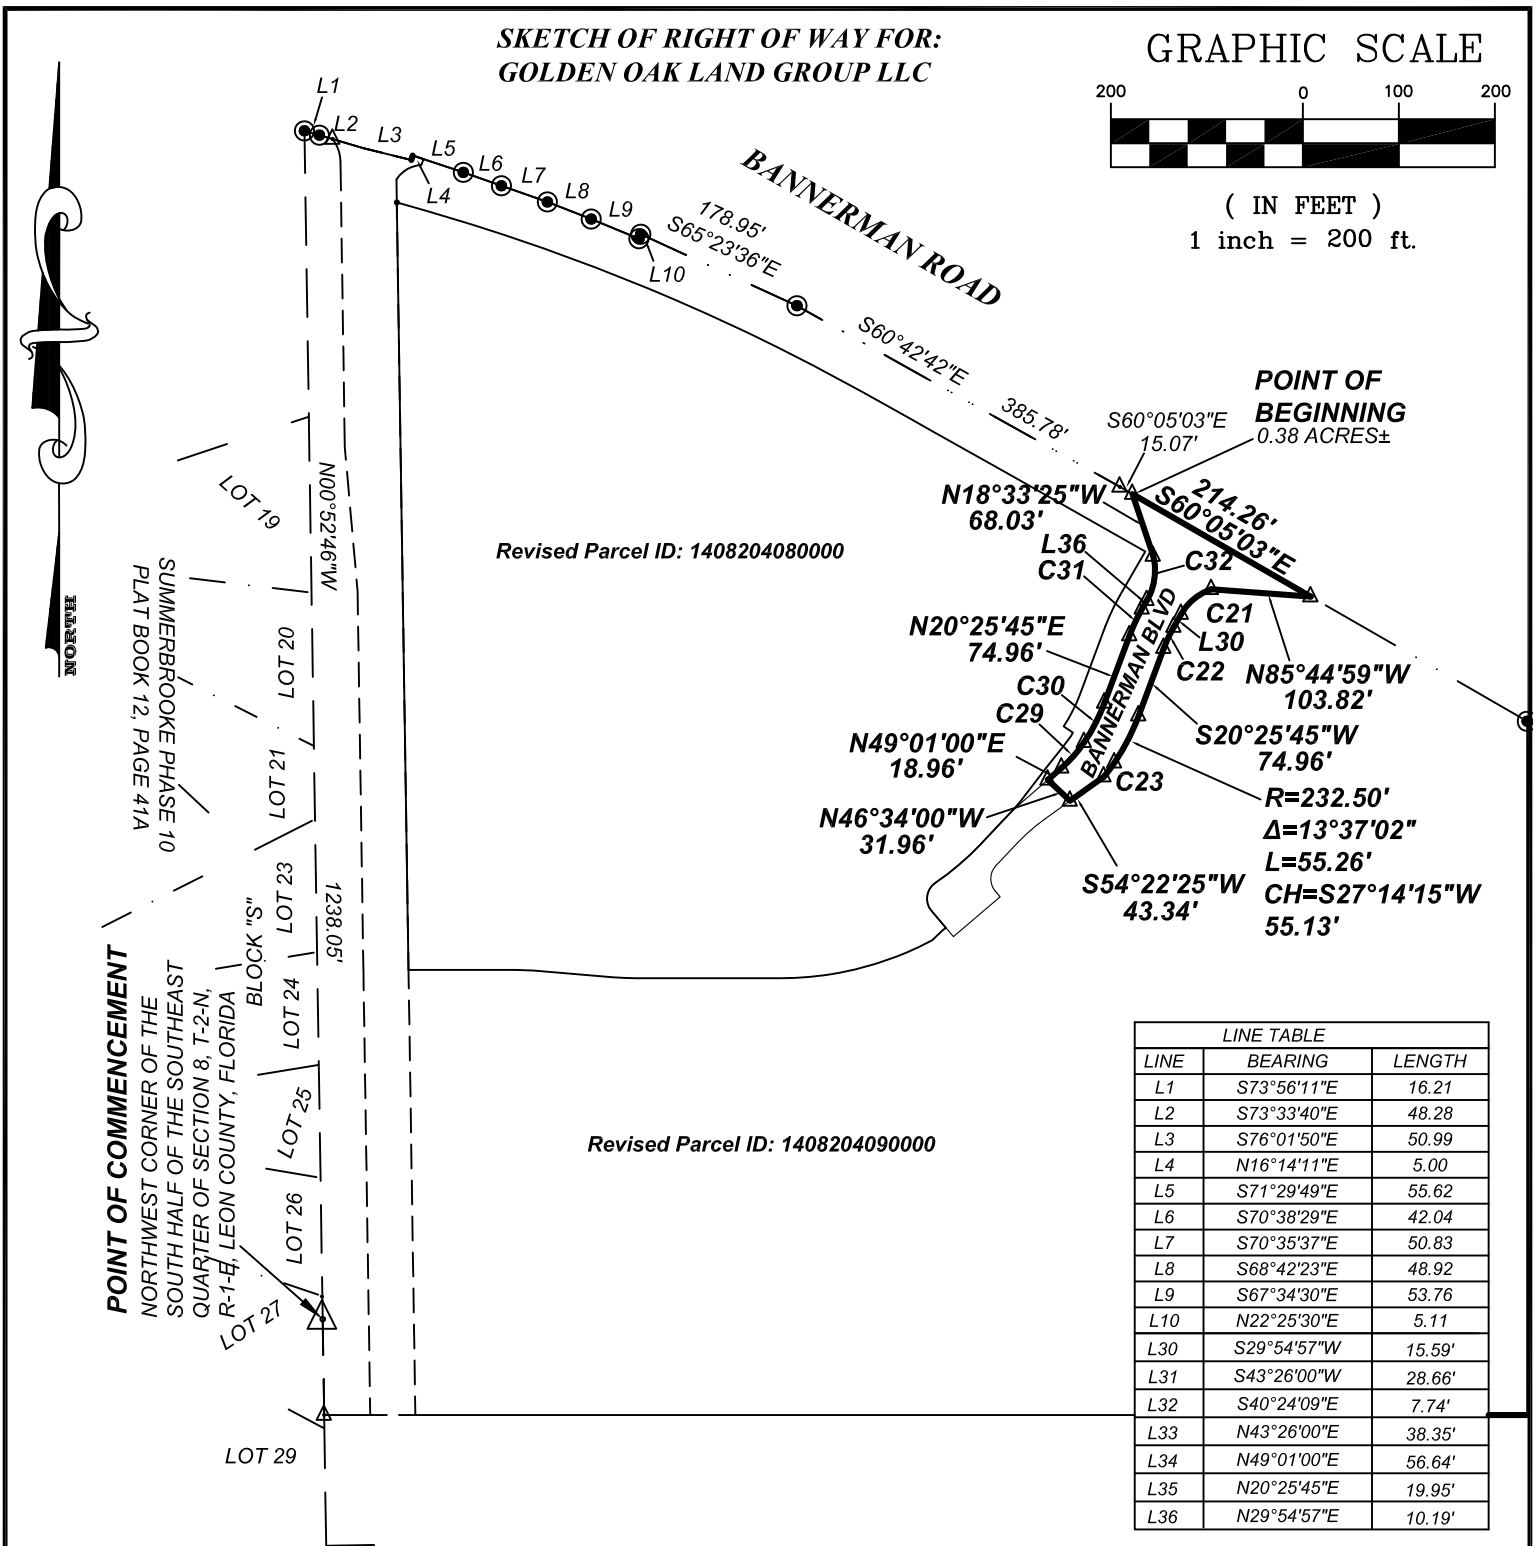 SKETCH OF RIGHT OF WAY FOR:
GOLDEN OAK LAND GROUP LLC
GRAPHIC SCALE
200 0 100 200
( IN FEET )
1 inch = 200 ft.
NORTH
L1
L2
L3
L4
L5
L6
L7
L8
L9
L10
178.95'
S65°23'36"E
BANNERMAN ROAD
S60°42'42"E
385.78'
S60°05'03"E
15.07'
POINT OF
BEGINNING
0.38 ACRES±
214.26'
S60°05'03"E
N18°33'25"W
68.03'
L36
C31
C32
N20°25'45"E
74.96'
C30
C29
N49°01'00"E
18.96'
N46°34'00"W
31.96'
BANNERMAN BLVD
C21
L30
C22
N85°44'59"W
103.82'
S20°25'45"W
74.96'
C23
R=232.50'
Δ=13°37'02"
L=55.26'
CH=S27°14'15"W
55.13'
S54°22'25"W
43.34'
Revised Parcel ID: 1408204080000
Revised Parcel ID: 1408204090000
N00°52'46"W
1238.05'
LOT 19
LOT 20
LOT 21
LOT 23
LOT 24
LOT 25
LOT 26
LOT 27
LOT 29
SUMMERBROOKE PHASE 10
PLAT BOOK 12, PAGE 41A
BLOCK "S"
POINT OF COMMENCEMENT
NORTHWEST CORNER OF THE
SOUTH HALF OF THE SOUTHEAST
QUARTER OF SECTION 8, T-2-N,
R-1-E, LEON COUNTY, FLORIDA
LINE TABLE
LINE BEARING LENGTH
L1 S73°56'11"E 16.21
L2 S73°33'40"E 48.28
L3 S76°01'50"E 50.99
L4 N16°14'11"E 5.00
L5 S71°29'49"E 55.62
L6 S70°38'29"E 42.04
L7 S70°35'37"E 50.83
L8 S68°42'23"E 48.92
L9 S67°34'30"E 53.76
L10 N22°25'30"E 5.11
L30 S29°54'57"W 15.59'
L31 S43°26'00"W 28.66'
L32 S40°24'09"E 7.74'
L33 N43°26'00"E 38.35'
L34 N49°01'00"E 56.64'
L35 N20°25'45"E 19.95'
L36 N29°54'57"E 10.19'